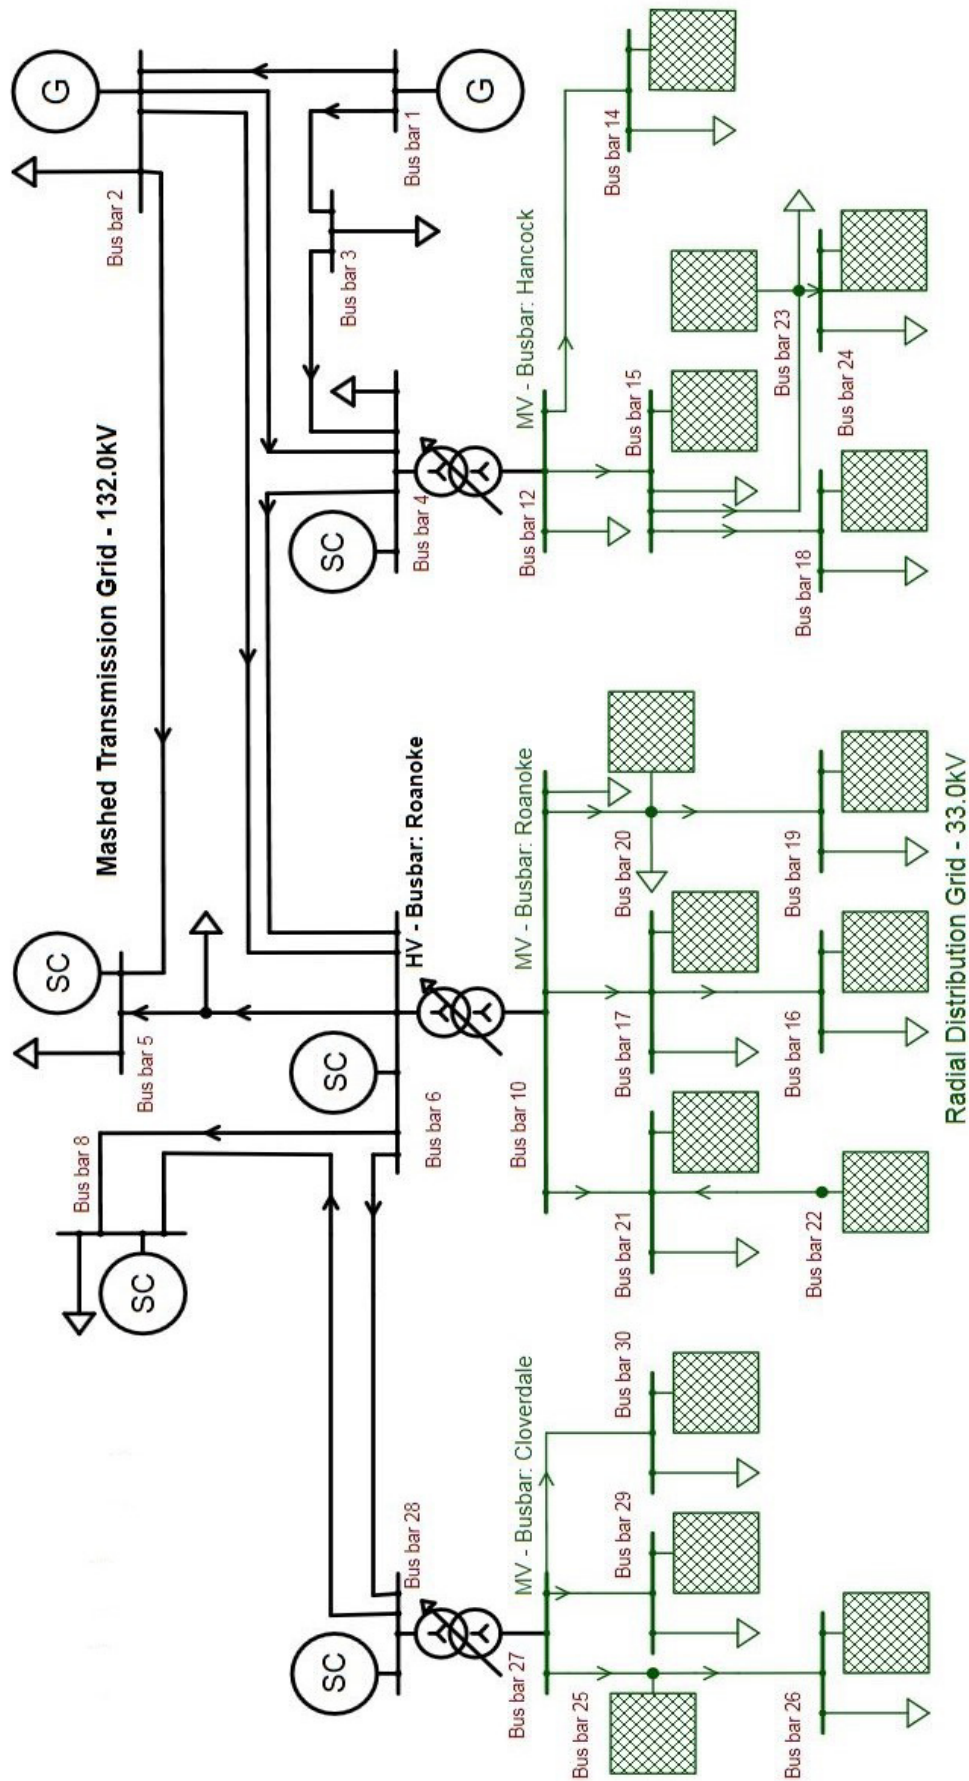 Mashed Transmission Grid - 132.0kV
SC
Bus bar 8
SC
Bus bar 5
Bus bar 2
G
SC
Bus bar 28
SC
Bus bar 6
HV - Busbar: Roanoke
SC
Bus bar 4
Bus bar 3
Bus bar 1
G
Bus bar 27
MV - Busbar: Cloverdale
Bus bar 10
MV - Busbar: Roanoke
Bus bar 12
MV - Busbar: Hancock
Bus bar 25
Bus bar 29
Bus bar 30
Bus bar 21
Bus bar 17
Bus bar 20
Bus bar 15
Bus bar 14
Bus bar 26
Bus bar 22
Bus bar 16
Bus bar 19
Bus bar 18
Bus bar 24
Bus bar 23
Radial Distribution Grid - 33.0kV